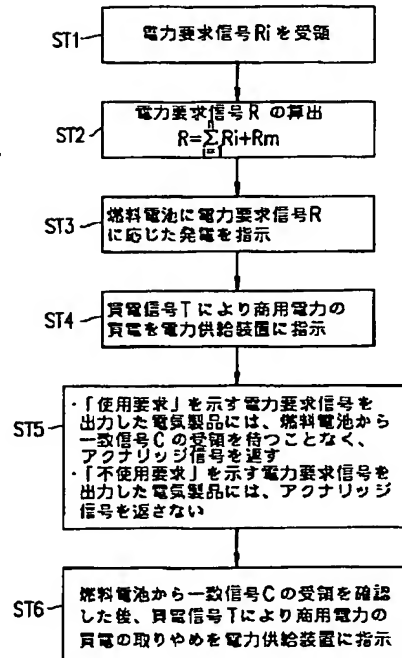 ST1
電力要求信号Riを受領
ST2
電力要求信号Rの算出
R=∑Ri+Rm
n
i=1
ST3
燃料電池に電力要求信号R
に応じた発電を指示
ST4
買電信号Tにより商用電力の
買電を電力供給装置に指示
ST5
・「使用要求」を示す電力要求信号を
出力した電気製品には、燃料電池から
一致信号Cの受領を待つことなく、
アクナリッジ信号を返す
・「不使用要求」を示す電力要求信号を
出力した電気製品には、アクナリッジ
信号を返さない
ST6
燃料電池から一致信号Cの受領を確認
した後、買電信号Tにより商用電力の
買電の取りやめを電力供給装置に指示